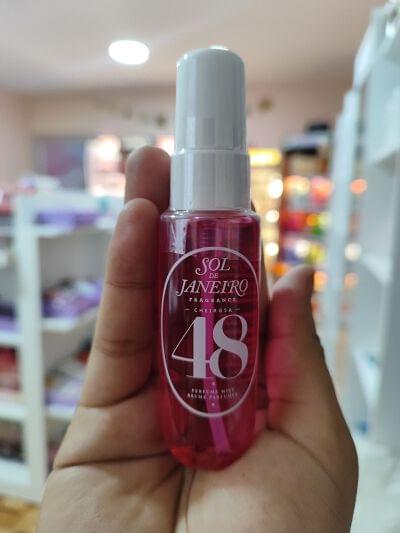 SOL
DE
JANEIRO
FRAGRANCE
CHEIROSA
48
PERFUME MIST
BRUME PARFUMÉE